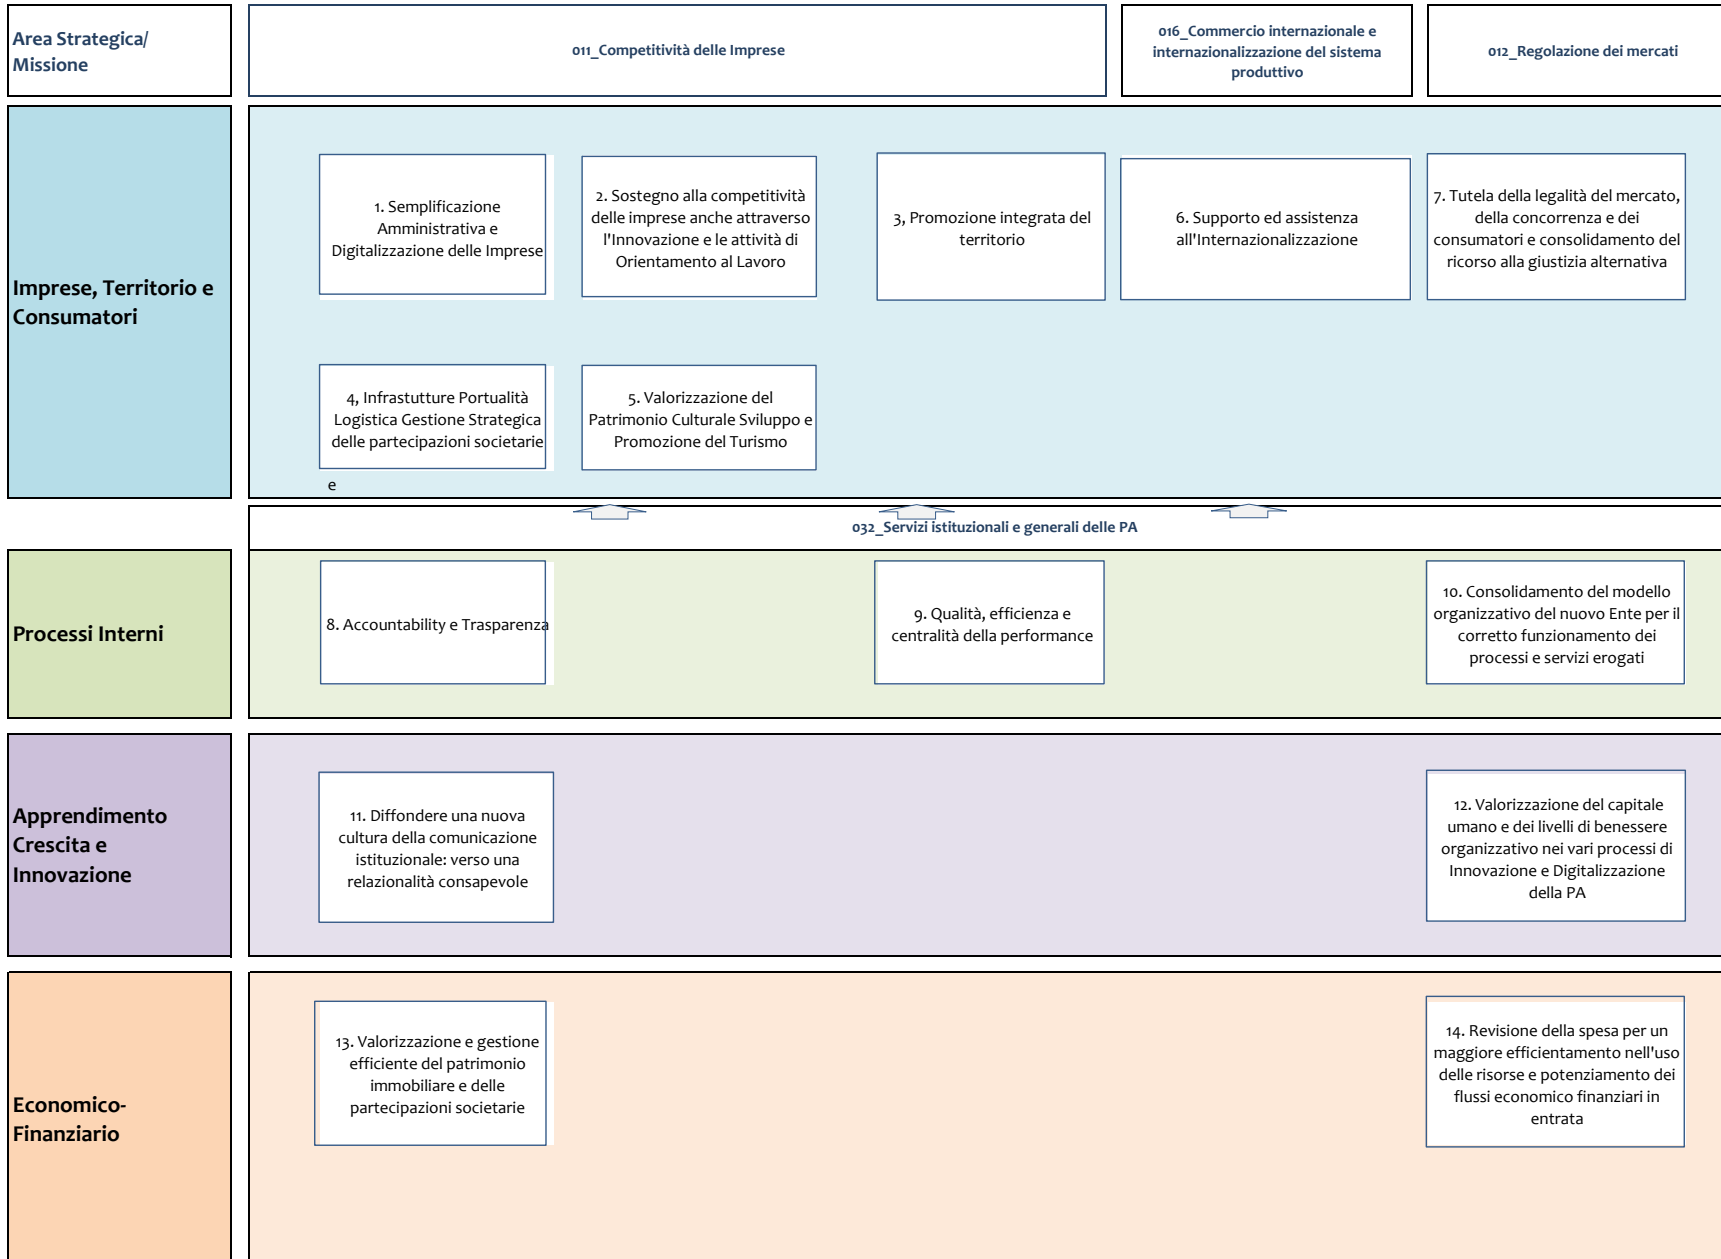 Area Strategica/
Missione
011_Competitività delle Imprese
016_Commercio internazionale e
internazionalizzazione del sistema
produttivo
012_Regolazione dei mercati
Imprese, Territorio e
Consumatori
1. Semplificazione
Amministrativa e
Digitalizzazione delle Imprese
2. Sostegno alla competitività
delle imprese anche attraverso
l'Innovazione e le attività di
Orientamento al Lavoro
3, Promozione integrata del
territorio
6. Supporto ed assistenza
all'Internazionalizzazione
7. Tutela della legalità del mercato,
della concorrenza e dei
consumatori e consolidamento del
ricorso alla giustizia alternativa
4, Infrastutture Portualità
Logistica Gestione Strategica
delle partecipazioni societarie
e
5. Valorizzazione del
Patrimonio Culturale Sviluppo e
Promozione del Turismo
032_Servizi istituzionali e generali delle PA
Processi Interni
8. Accountability e Trasparenza
9. Qualità, efficienza e
centralità della performance
10. Consolidamento del modello
organizzativo del nuovo Ente per il
corretto funzionamento dei
processi e servizi erogati
Apprendimento
Crescita e
Innovazione
11. Diffondere una nuova
cultura della comunicazione
istituzionale: verso una
relazionalità consapevole
12. Valorizzazione del capitale
umano e dei livelli di benessere
organizzativo nei vari processi di
Innovazione e Digitalizzazione
della PA
Economico-
Finanziario
13. Valorizzazione e gestione
efficiente del patrimonio
immobiliare e delle
partecipazioni societarie
14. Revisione della spesa per un
maggiore efficientamento nell'uso
delle risorse e potenziamento dei
flussi economico finanziari in
entrata